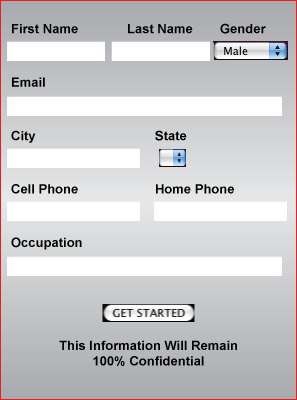 First Name Last Name Gender
Male
Email
City State
Cell Phone Home Phone
Occupation
GET STARTED
This Information Will Remain
100% Confidential